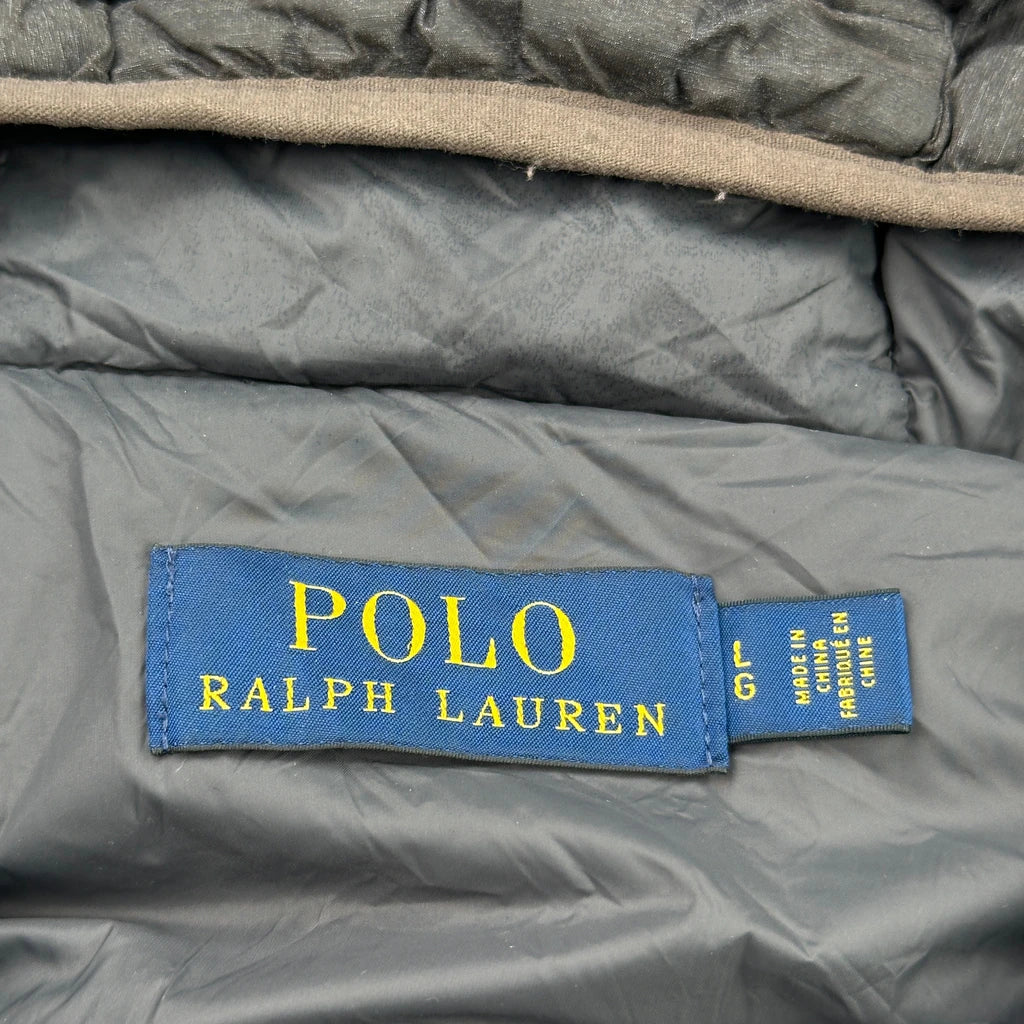 POLO
RALPH LAUREN
L
G
MADE IN
CHINA
FABRIQUÉ EN
CHINE